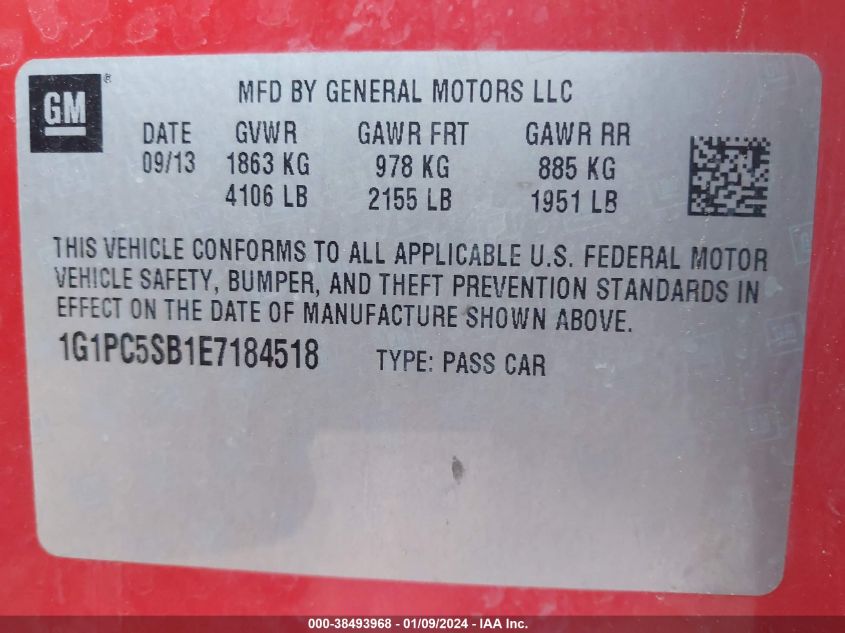 GM®
MFD BY GENERAL MOTORS LLC
DATE GVWR GAWR FRT GAWR RR
09/13 1863 KG 978 KG 885 KG
4106 LB 2155 LB 1951 LB
THIS VEHICLE CONFORMS TO ALL APPLICABLE U.S. FEDERAL MOTOR
VEHICLE SAFETY, BUMPER, AND THEFT PREVENTION STANDARDS IN
EFFECT ON THE DATE OF MANUFACTURE SHOWN ABOVE.
1G1PC5SB1E7184518 TYPE: PASS CAR
000-38493968 - 01/09/2024 - IAA Inc.